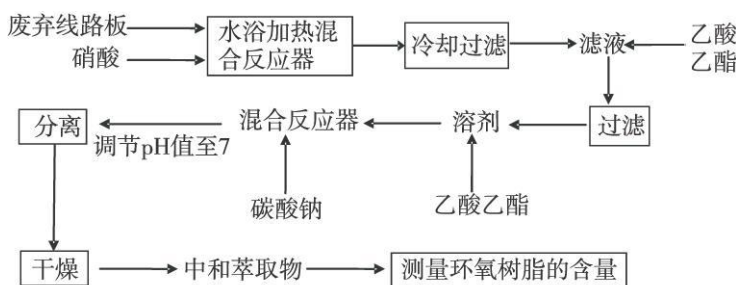 废弃线路板
硝酸
水浴加热混
合反应器
冷却过滤
滤液
乙酸
乙酯
分离
调节pH值至7
混合反应器
溶剂
过滤
碳酸钠
乙酸乙酯
干燥
中和萃取物
测量环氧树脂的含量